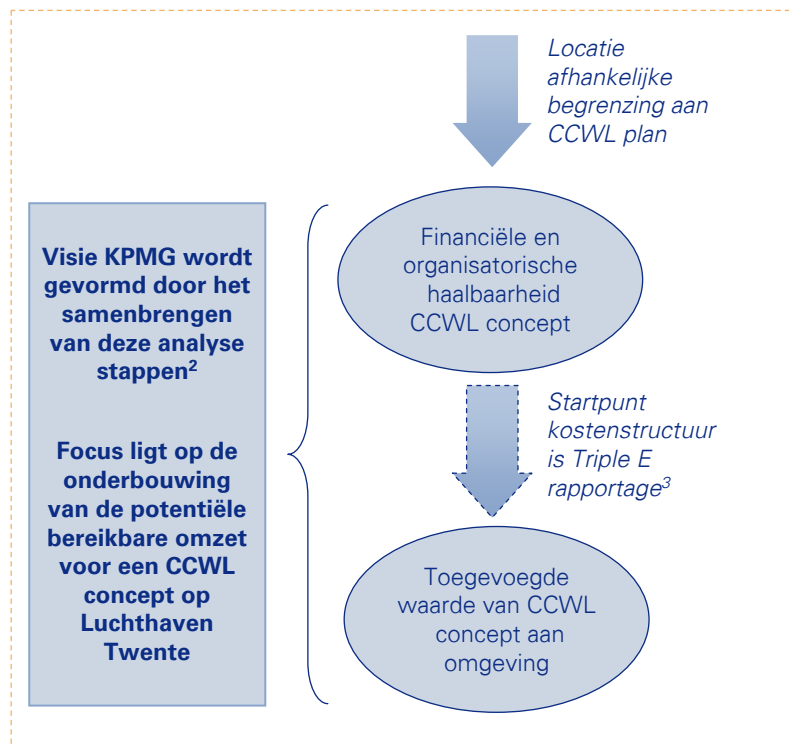 Locatie
afhankelijke
begrenzing aan
CCWL plan
Financiële en
organisatorische
haalbaarheid
CCWL concept
Visie KPMG wordt
gevormd door het
samenbrengen
van deze analyse
stappen²
Focus ligt op de
onderbouwing
van de potentiële
bereikbare omzet
voor een CCWL
concept op
Luchthaven
Twente
Startpunt
kostenstructuur
is Triple E
rapportage³
Toegevoegde
waarde van CCWL
concept aan
omgeving